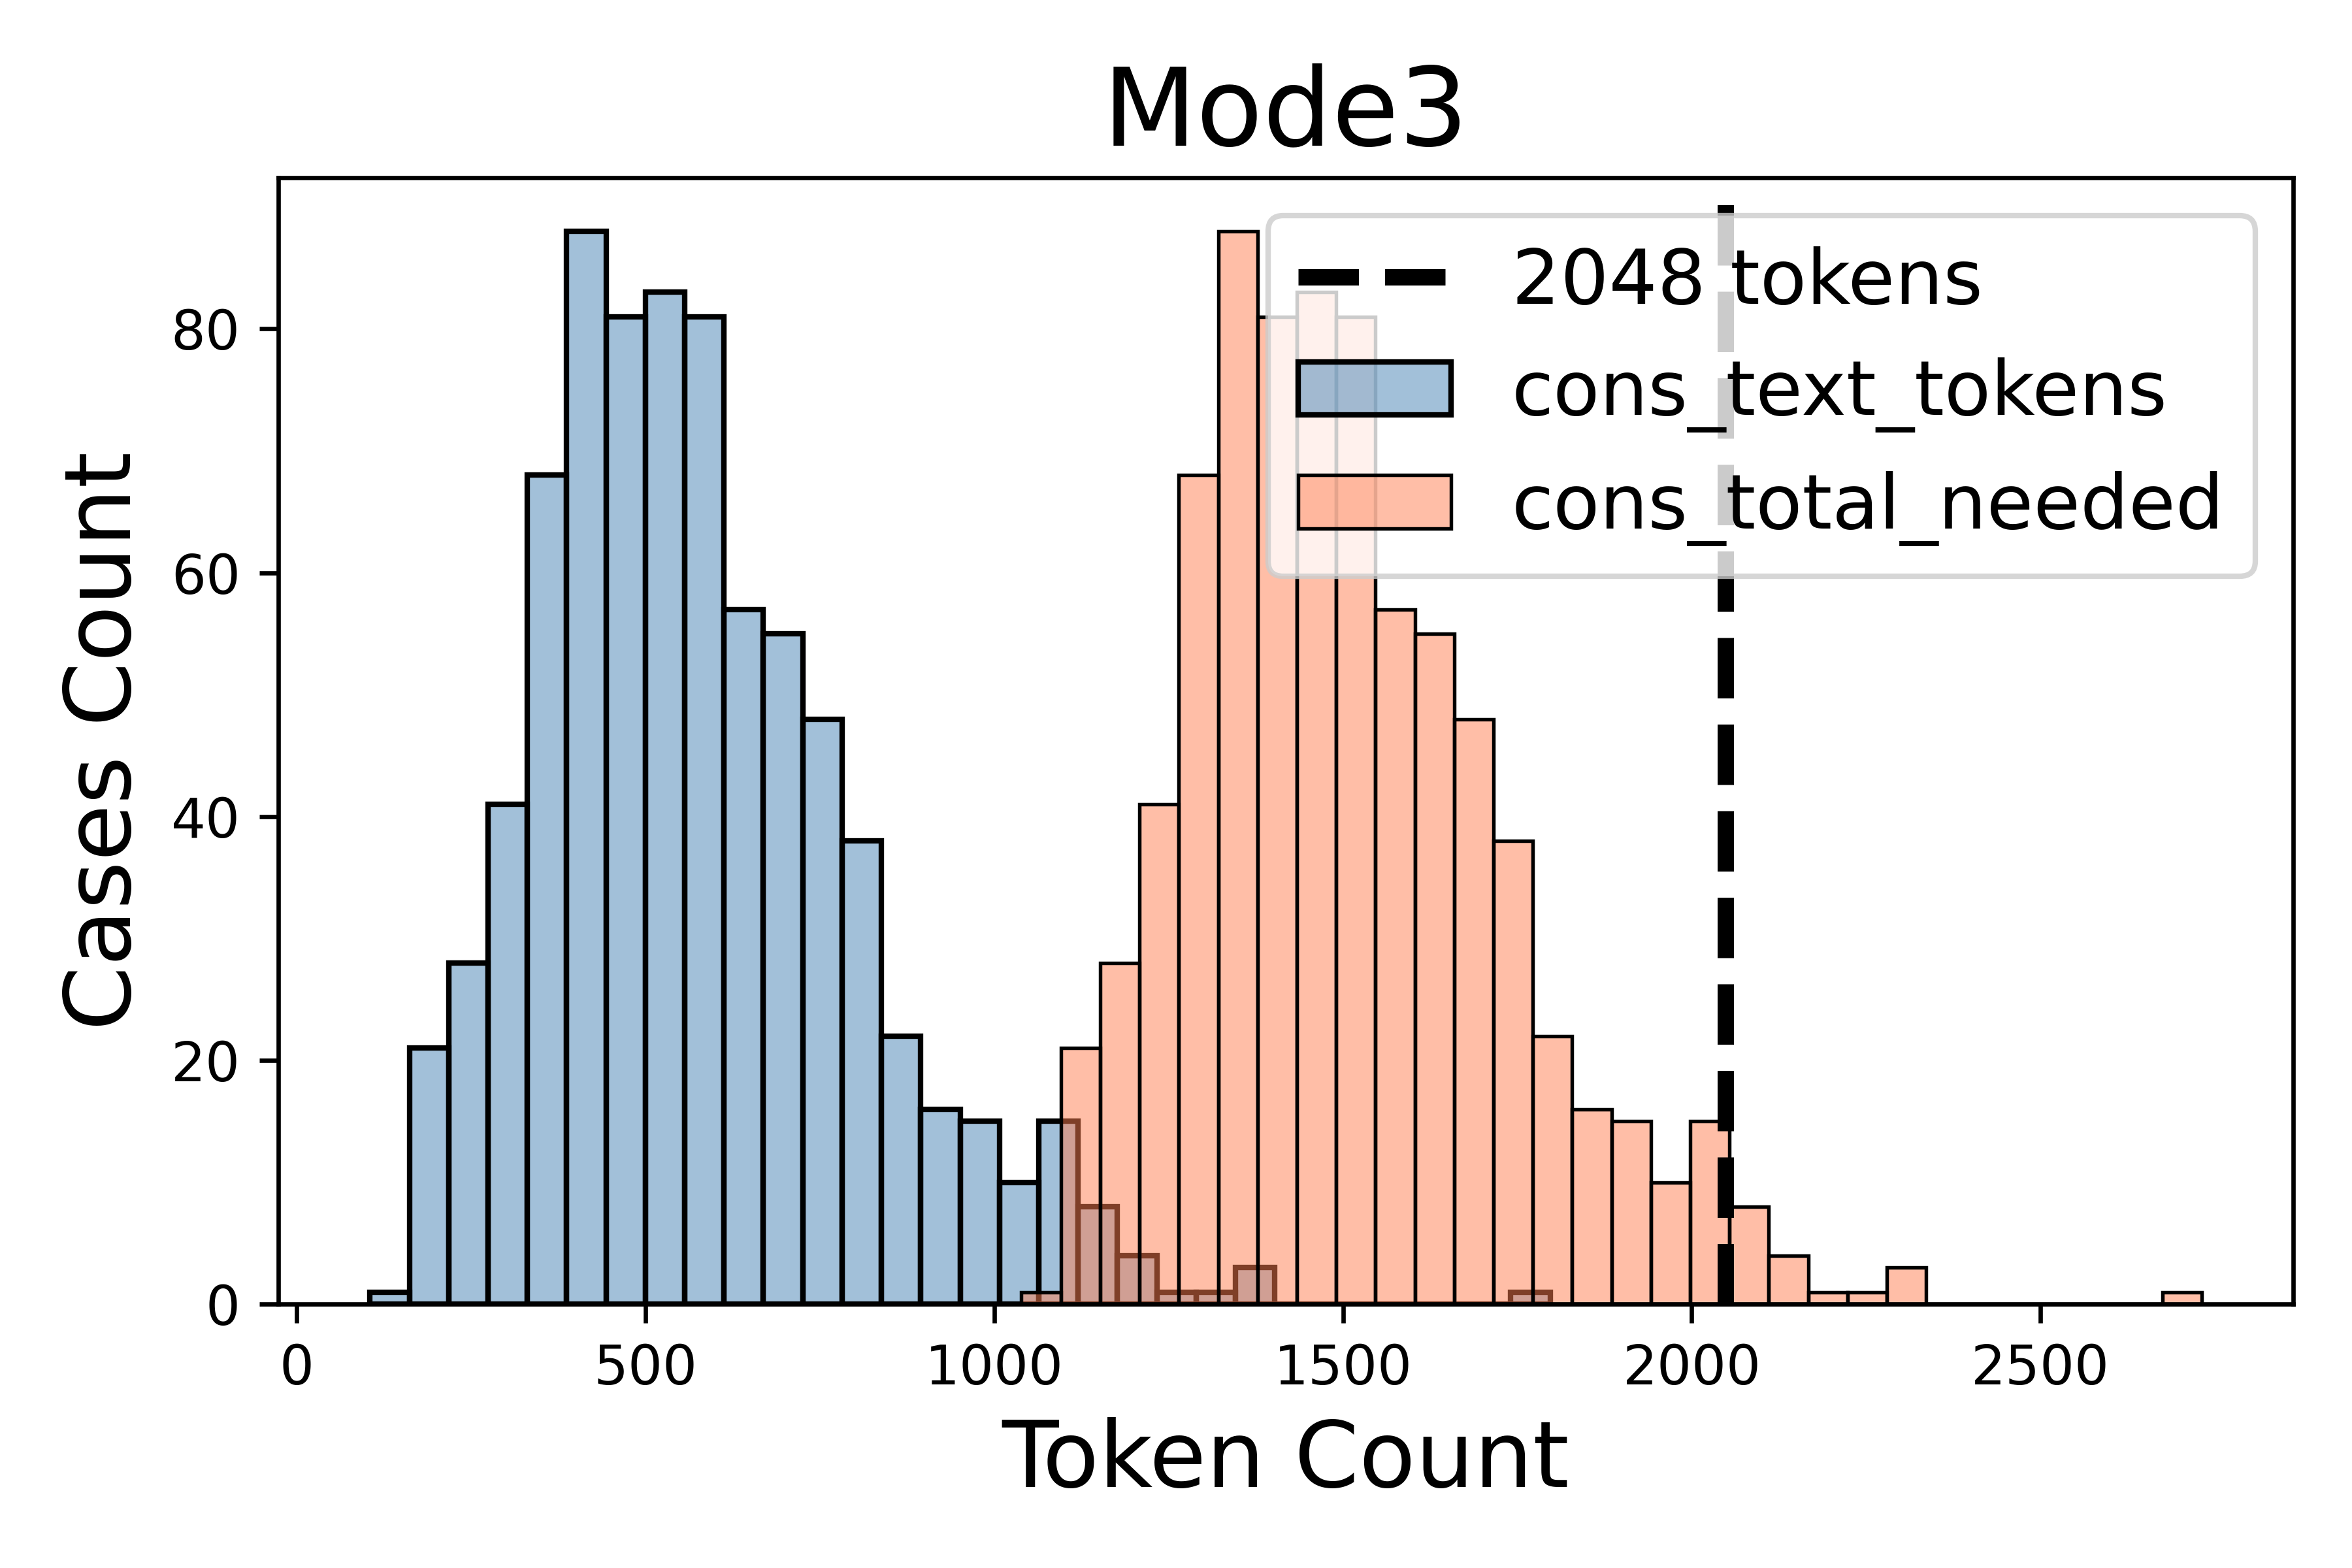 Mode3
2048 tokens
cons_text_tokens
cons_total_needed
Cases Count
80
60
40
20
0
0 500 1000 1500 2000 2500
Token Count